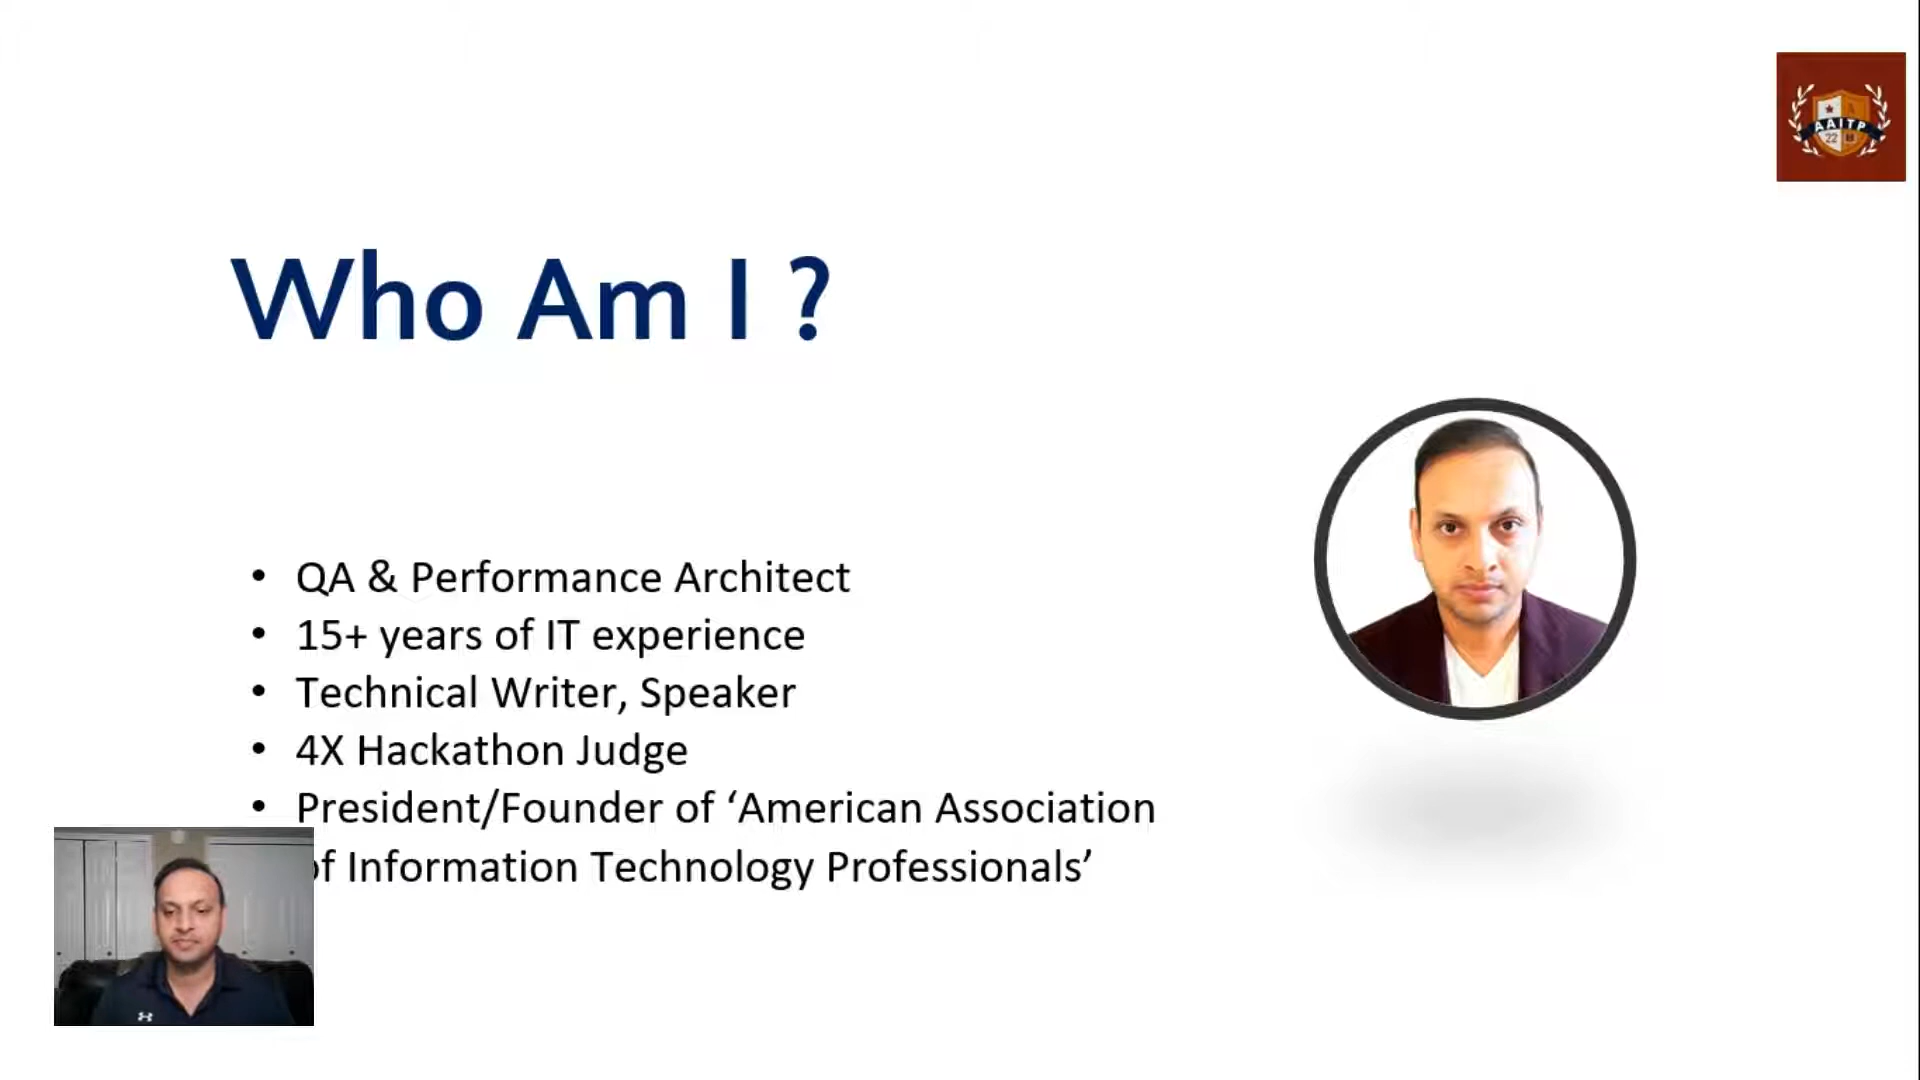 AAITP
22
Who Am I ?
• QA & Performance Architect
• 15+ years of IT experience
• Technical Writer, Speaker
• 4X Hackathon Judge
• President/Founder of ‘American Association
of Information Technology Professionals’